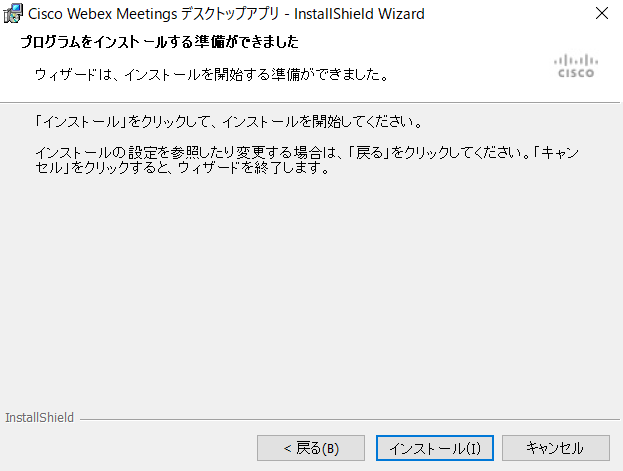 Cisco Webex Meetings デスクトップアプリ - InstallShield Wizard
プログラムをインストールする準備ができました
ウィザードは、インストールを開始する準備ができました。
CISCO
「インストール」をクリックして、インストールを開始してください。
インストールの設定を参照したり変更する場合は、「戻る」をクリックしてください。「キャン
セル」をクリックすると、ウィザードを終了します。
InstallShield
< 戻る(B)
インストール(I)
キャンセル